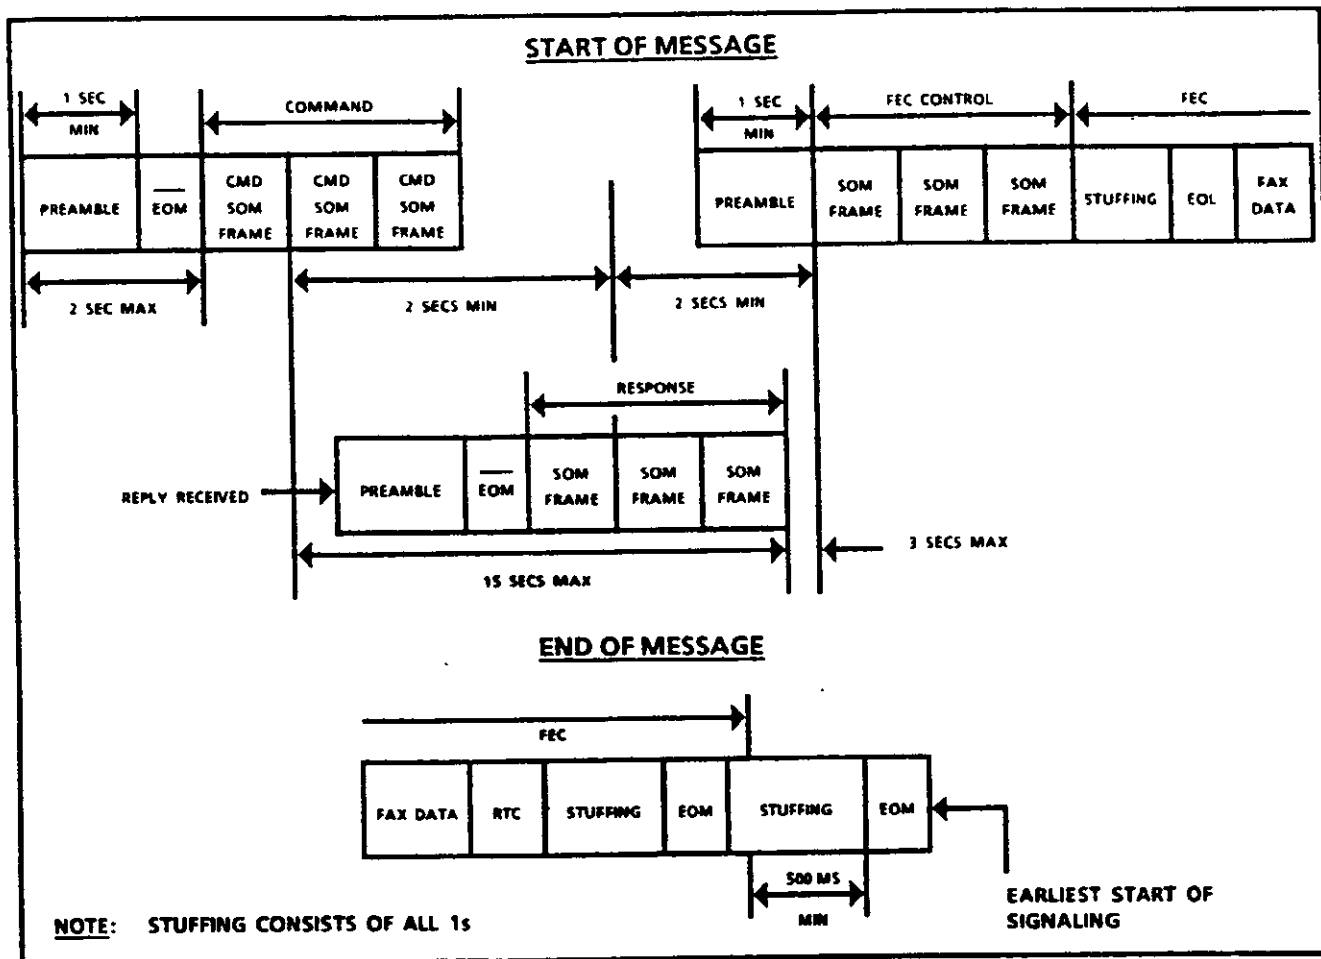 START OF MESSAGE
1 SEC
MIN
COMMAND
1 SEC
MIN
FEC CONTROL
FEC
PREAMBLE
EOM
CMD
SOM
FRAME
CMD
SOM
FRAME
CMD
SOM
FRAME
PREAMBLE
SOM
FRAME
SOM
FRAME
SOM
FRAME
STUFFING
EOL
FAX
DATA
2 SEC MAX
2 SECS MIN
2 SECS MIN
RESPONSE
REPLY RECEIVED
PREAMBLE
EOM
SOM
FRAME
SOM
FRAME
SOM
FRAME
3 SECS MAX
15 SECS MAX
END OF MESSAGE
FEC
FAX DATA
RTC
STUFFING
EOM
STUFFING
EOM
500 MS
MIN
EARLIEST START OF
SIGNALING
NOTE: STUFFING CONSISTS OF ALL 1s